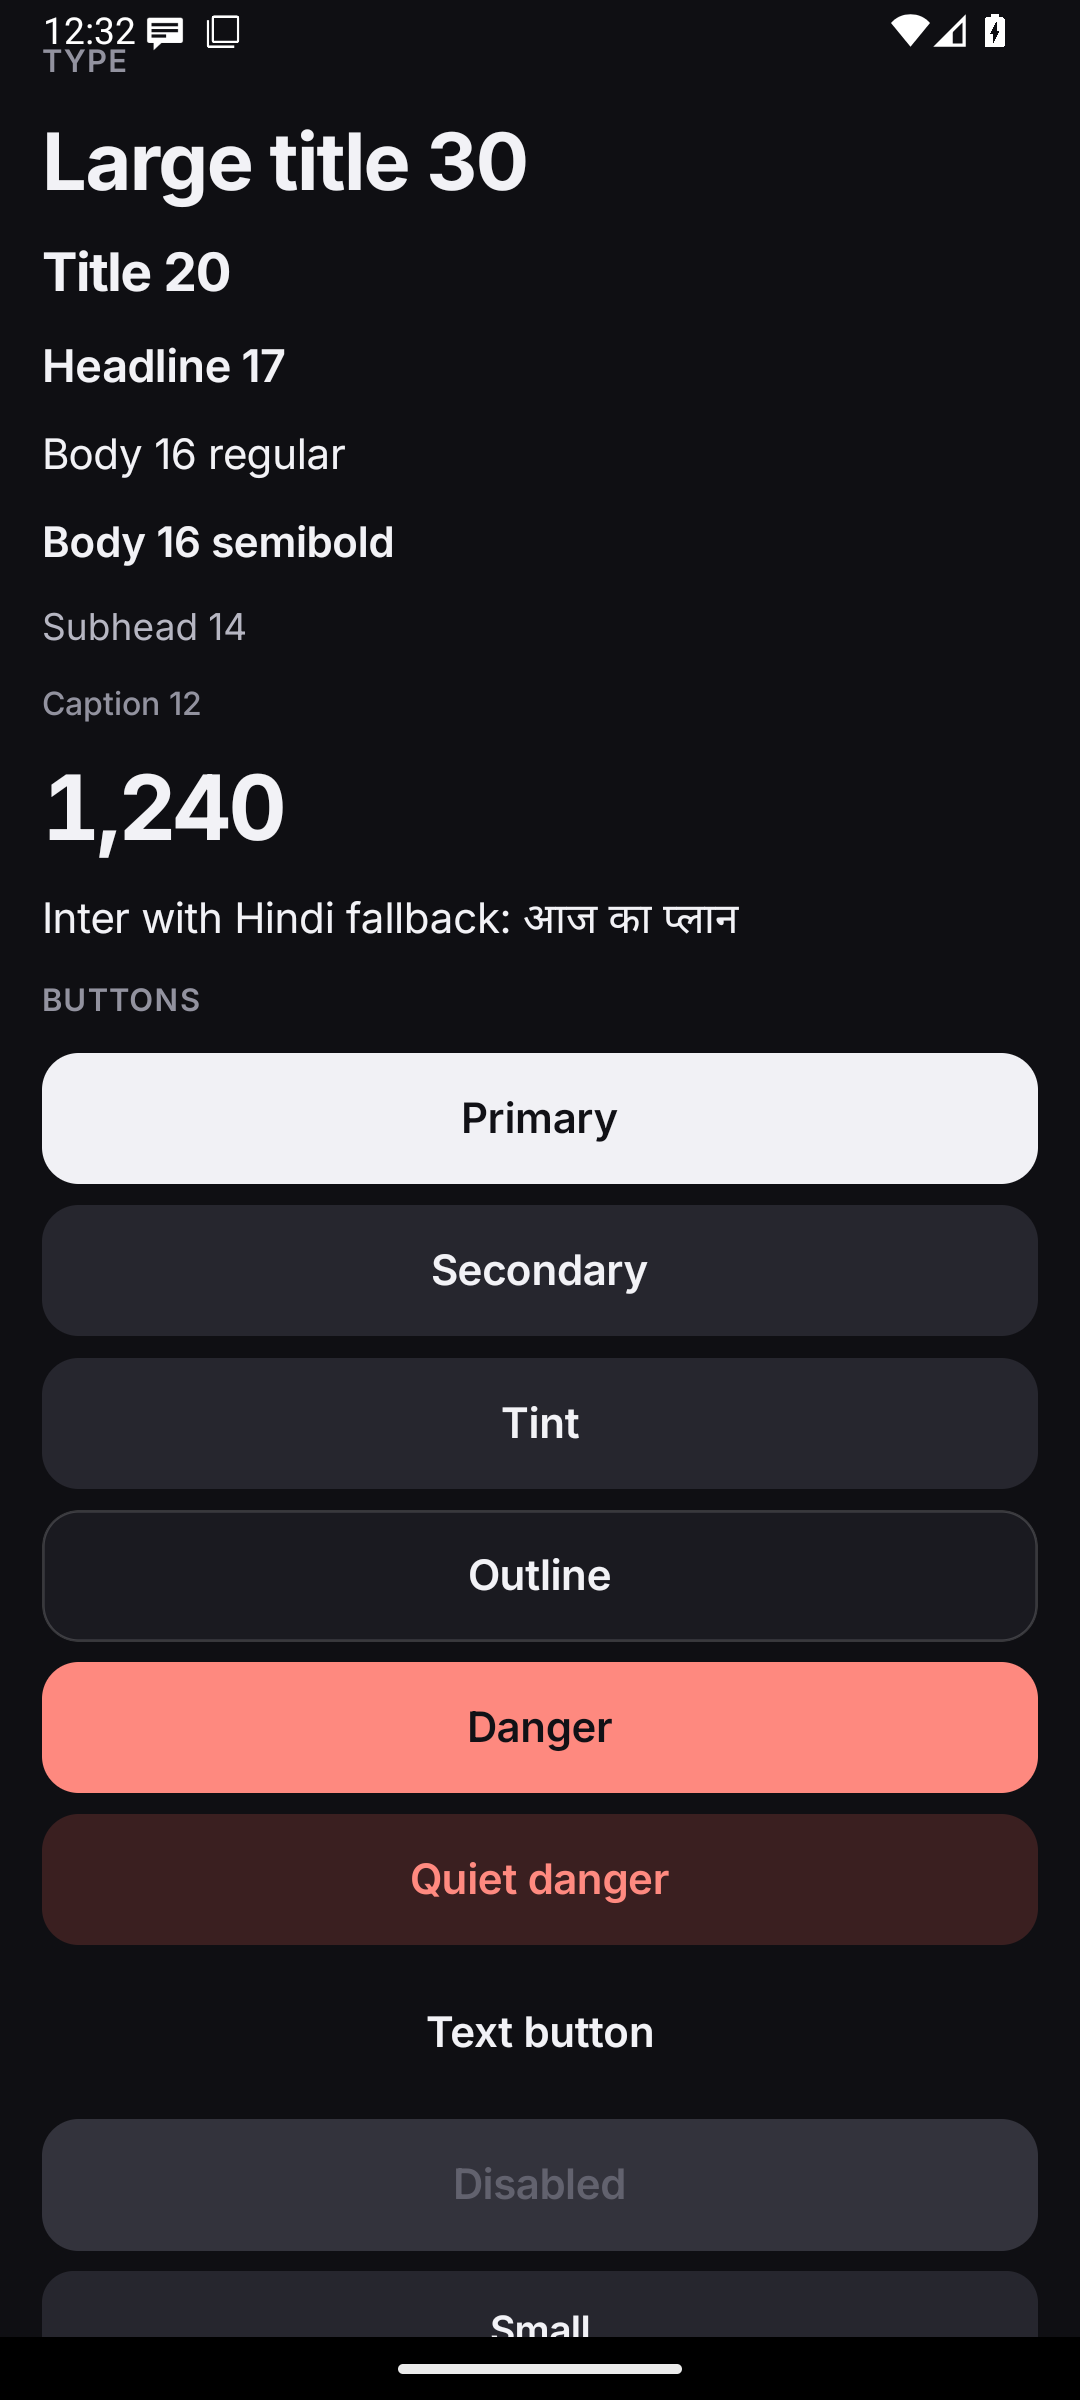 12:32
TYPE
Large title 30
Title 20
Headline 17
Body 16 regular
Body 16 semibold
Subhead 14
Caption 12
1,240
Inter with Hindi fallback: आज का प्लान
BUTTONS
Primary
Secondary
Tint
Outline
Danger
Quiet danger
Text button
Disabled
Small